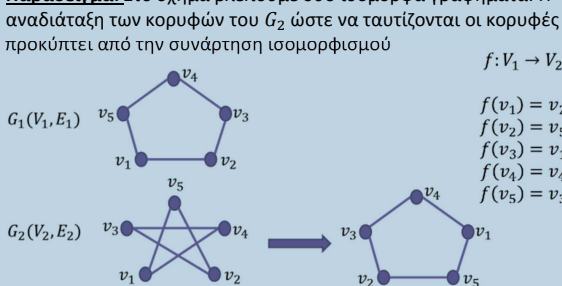 αναδιάταξη των κορυφών του G₂ ώστε να ταυτίζονται οι κορυφές
προκύπτει από την συνάρτηση ισομορφισμού
f: V₁ → V₂
G₁(V₁, E₁)
v₄
v₅
v₃
v₁
v₂
f(v₁) = v₂
f(v₂) = v₅
f(v₃) = v₁
f(v₄) = v₄
f(v₅) = v₃
G₂(V₂, E₂)
v₅
v₃
v₄
v₁
v₂
v₄
v₃
v₁
v₂
v₅